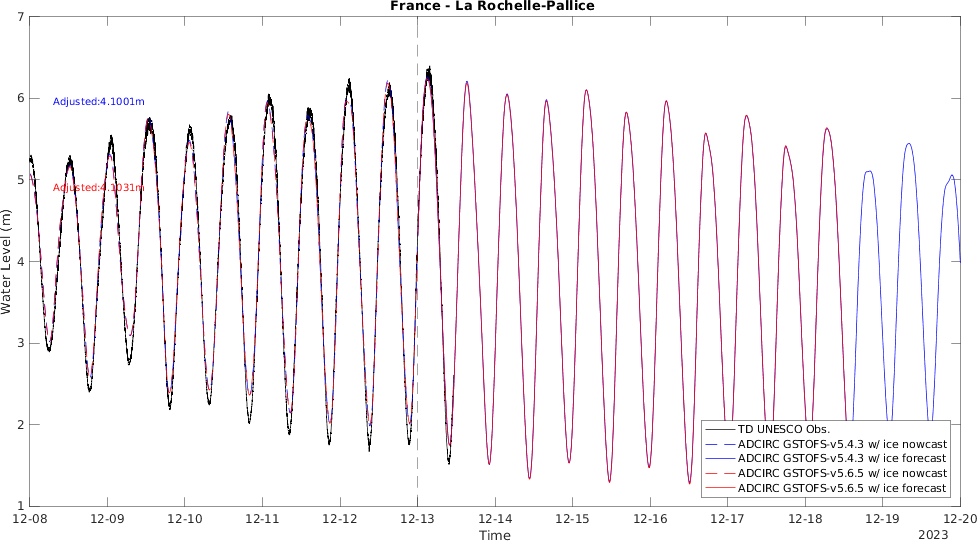 France - La Rochelle-Pallice
7
6
5
4
3
2
1
Water Level (m)
Adjusted:4.1001m
Adjusted:4.1031m
TD UNESCO Obs.
ADCIRC GSTOFS-v5.4.3 w/ ice nowcast
ADCIRC GSTOFS-v5.4.3 w/ ice forecast
ADCIRC GSTOFS-v5.6.5 w/ ice nowcast
ADCIRC GSTOFS-v5.6.5 w/ ice forecast
12-08 12-09 12-10 12-11 12-12 12-13 12-14 12-15 12-16 12-17 12-18 12-19 12-20
Time
2023